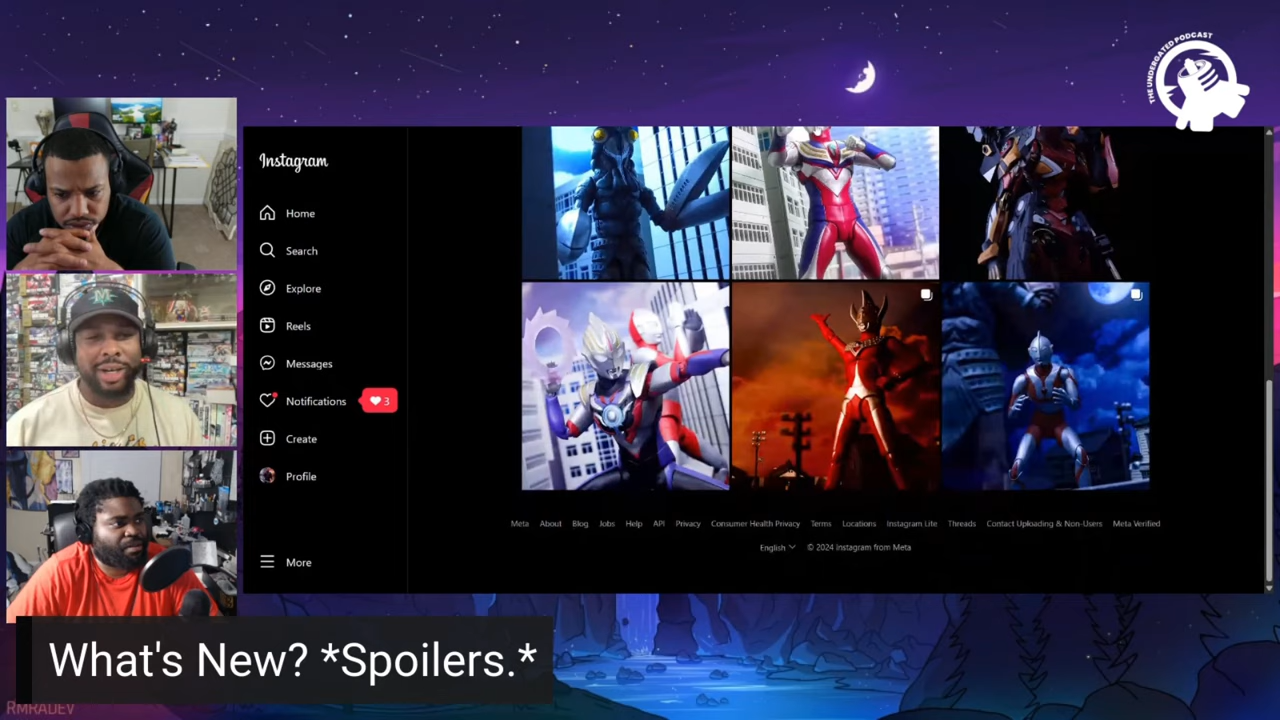 THE UNDERGATED PODCAST
Instagram
Home
Search
Explore
Reels
Messages
Notifications
3
Create
Profile
More
Meta About Blog Jobs Help API Privacy Consumer Health Privacy Terms Locations Instagram Lite Threads Contact Uploading & Non-Users Meta Verified
English © 2024 Instagram from Meta
What's New? *Spoilers.*
RMRADEV